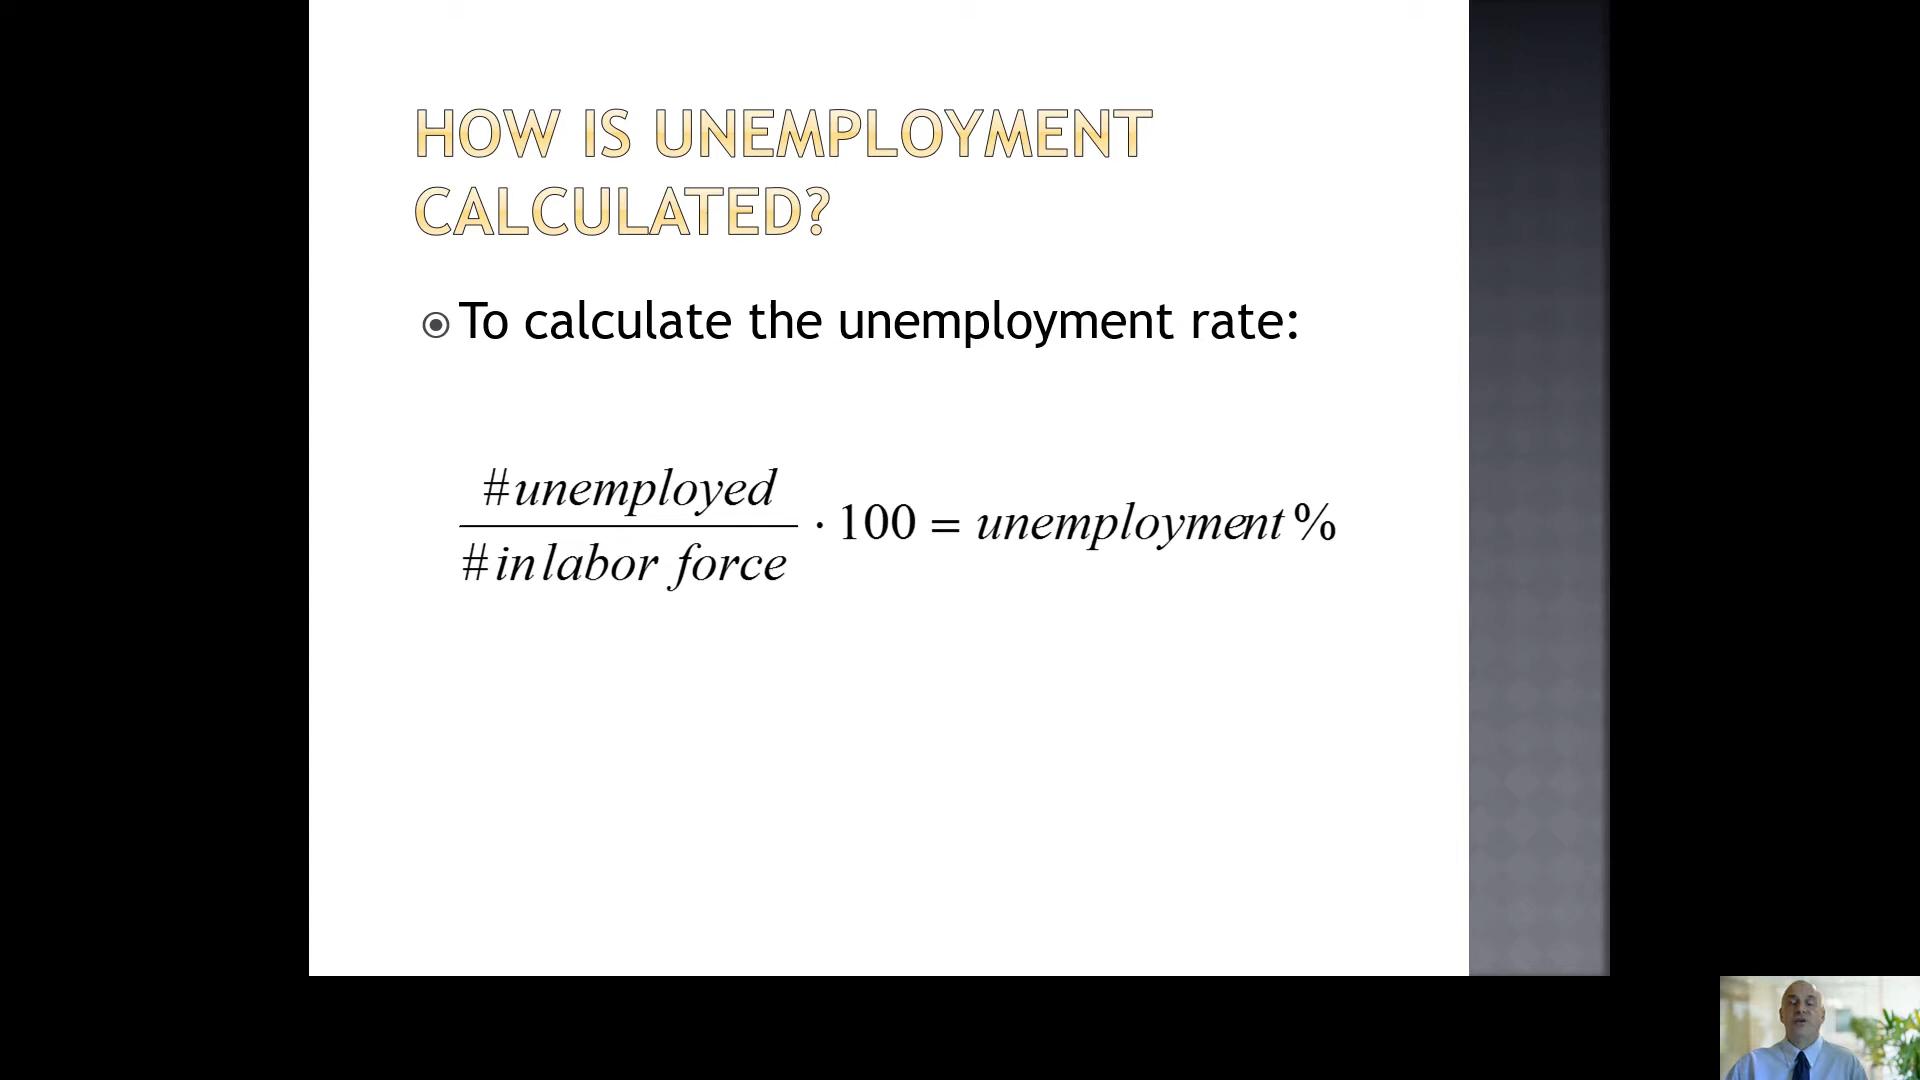 HOW IS UNEMPLOYMENT
CALCULATED?
To calculate the unemployment rate:
#unemployed
#in labor force
· 100 = unemployment%